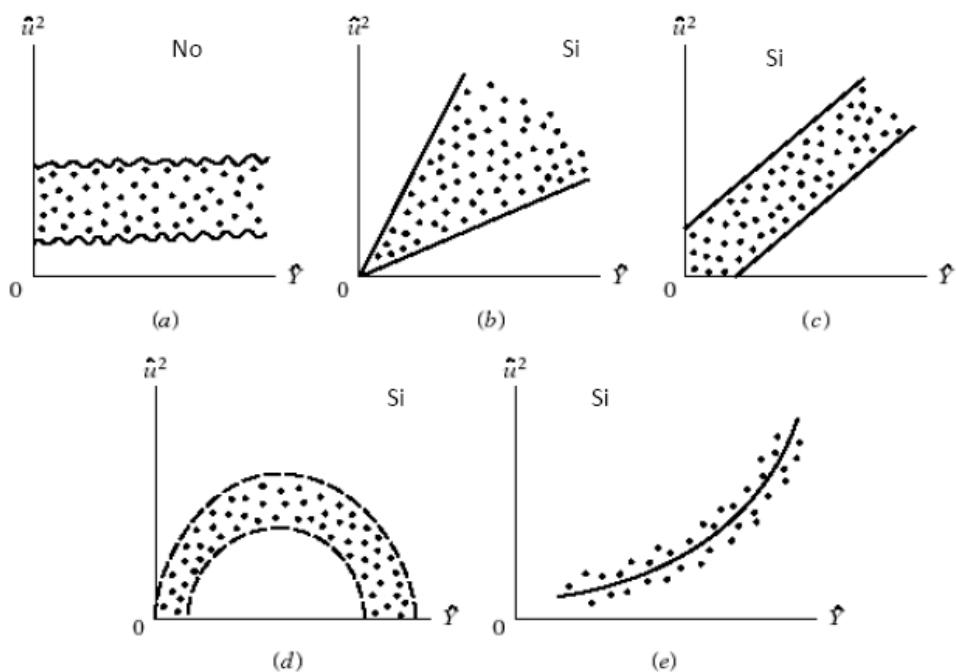 û²
No
0
Ŷ
(a)
û²
Si
0
Ŷ
(b)
û²
Si
0
Ŷ
(c)
û²
Si
0
Ŷ
(d)
û²
Si
0
Ŷ
(e)